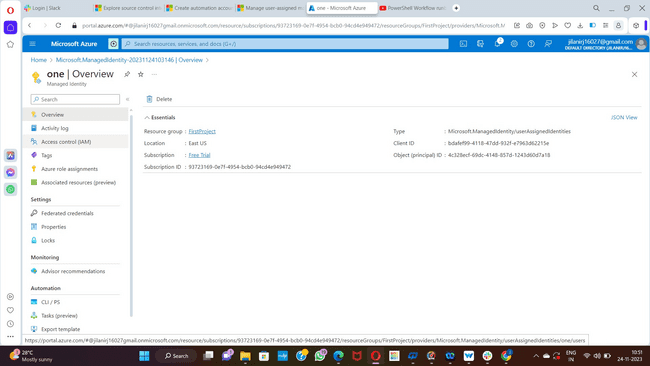 Login | Slack
Explore source control in
Create automation accou
Manage user-assigned m
one - Microsoft Azure
YouTube
PowerShell Workflow run
portal.azure.com/#@jilanirj16027gmail.onmicrosoft.com/resource/subscriptions/93723169-0e7f-4954-bcb0-94cd4e949472/resourceGroups/FirstProject/providers/Microsoft.M
Microsoft Azure
Search resources, services, and docs (G+/)
jilanirj16027@gmail.com
Home > Microsoft.ManagedIdentity-20231124103146 | Overview >
one | Overview
Managed Identity
Search
Delete
Overview
Activity log
Access control (IAM)
Tags
Azure role assignments
Associated resources (preview)
Settings
Federated credentials
Properties
Locks
Monitoring
Advisor recommendations
Automation
CLI / PS
Tasks (preview)
Export template
Essentials
JSON View
Resource group : FirstProject
Location : East US
Subscription : Free Trial
Subscription ID : 93723169-0e7f-4954-bcb0-94cd4e949472
Type : Microsoft.ManagedIdentity/userAssignedIdentities
Client ID : bdafef99-4118-47dd-932f-e7963d62215e
Object (principal) ID : 4c328ecf-69dc-4148-857d-1243d60d7a18
https://portal.azure.com/#@jilanirj16027gmail.onmicrosoft.com/resource/subscriptions/93723169-0e7f-4954-bcb0-94cd4e949472/resourceGroups/FirstProject/providers/Microsoft.ManagedIdentity/userAssignedIdentities/one/users
28°C
Mostly sunny
Search
ENG
IN
10:51
24-11-2023